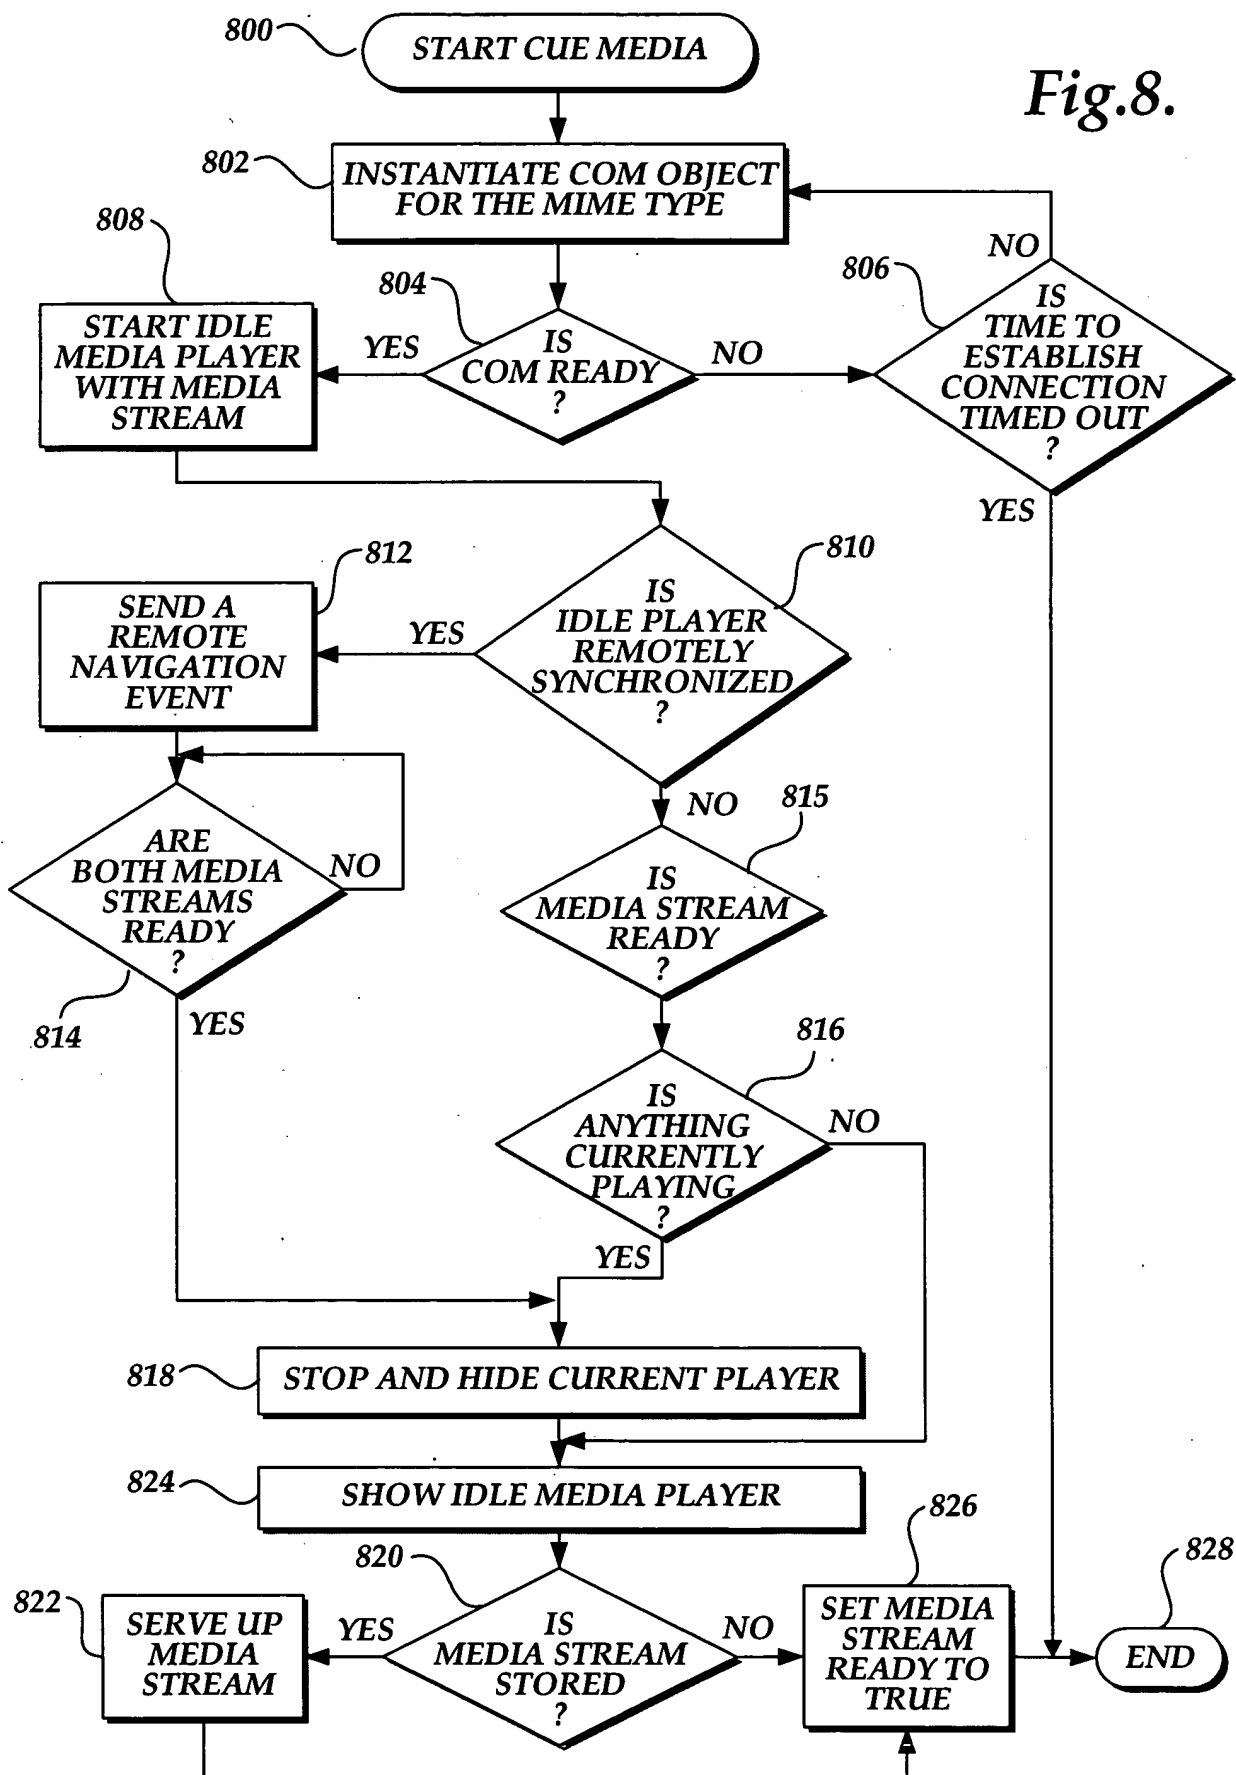 800
START CUE MEDIA
Fig.8.
802
INSTANTIATE COM OBJECT
FOR THE MIME TYPE
808
START IDLE
MEDIA PLAYER
WITH MEDIA
STREAM
804
YES
IS
COM READY
?
NO
806
NO
IS
TIME TO
ESTABLISH
CONNECTION
TIMED OUT
?
YES
812
SEND A
REMOTE
NAVIGATION
EVENT
YES
810
IS
IDLE PLAYER
REMOTELY
SYNCHRONIZED
?
NO
ARE
BOTH MEDIA
STREAMS
READY
?
NO
814
YES
815
IS
MEDIA STREAM
READY
?
816
IS
ANYTHING
CURRENTLY
PLAYING
?
NO
YES
818
STOP AND HIDE CURRENT PLAYER
824
SHOW IDLE MEDIA PLAYER
820
822
SERVE UP
MEDIA
STREAM
YES
IS
MEDIA STREAM
STORED
?
NO
826
SET MEDIA
STREAM
READY TO
TRUE
828
END